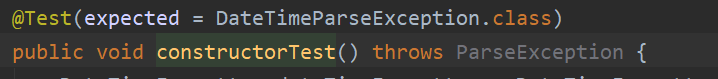 @Test(expected = DateTimeParseException.class)
public void constructorTest() throws ParseException {